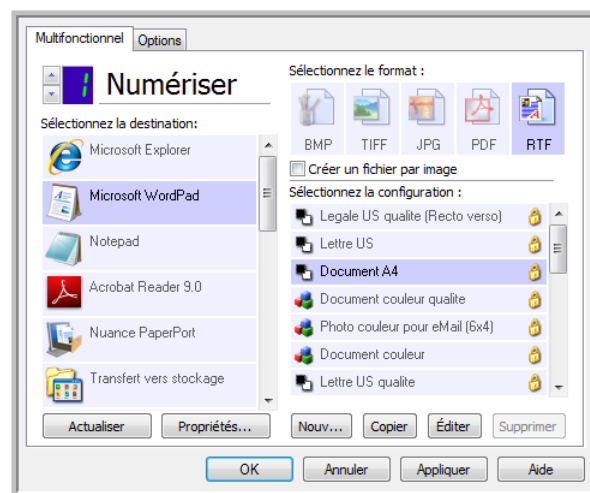 Multifonctionnel Options
1 Numériser
Sélectionnez la destination:
Microsoft Explorer
Microsoft WordPad
Notepad
Acrobat Reader 9.0
Nuance PaperPort
Transfert vers stockage
Actualiser Propriétés...
Sélectionnez le format :
BMP TIFF JPG PDF RTF
Créer un fichier par image
Sélectionnez la configuration :
Legale US qualite (Recto verso)
Lettre US
Document A4
Document couleur qualite
Photo couleur pour eMail (6x4)
Document couleur
Lettre US qualite
Nouv... Copier Éditer Supprimer
OK Annuler Appliquer Aide